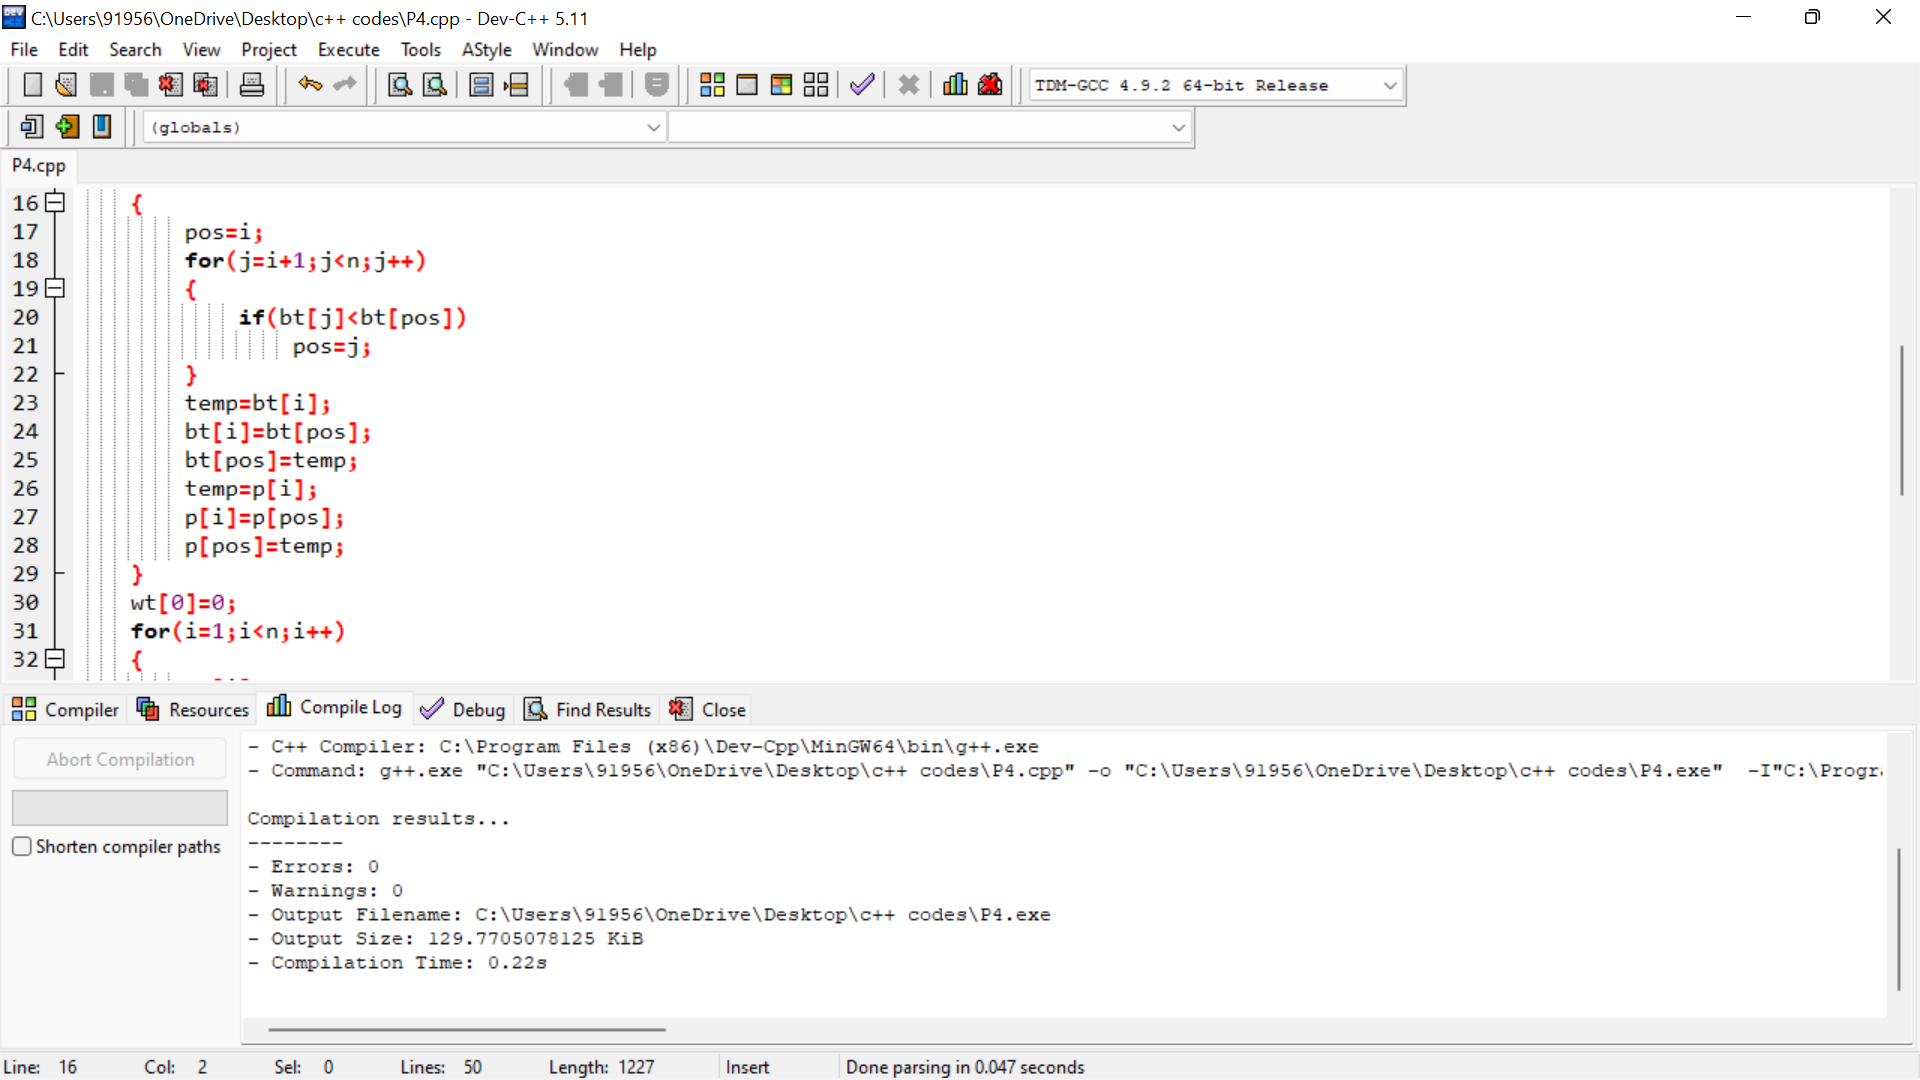 C:\Users\91956\OneDrive\Desktop\c++ codes\P4.cpp - Dev-C++ 5.11
File Edit Search View Project Execute Tools AStyle Window Help
TDM-GCC 4.9.2 64-bit Release
(globals)
P4.cpp
16 {
17 pos=i;
18 for(j=i+1;j<n;j++)
19 {
20 if(bt[j]<bt[pos])
21 pos=j;
22 }
23 temp=bt[i];
24 bt[i]=bt[pos];
25 bt[pos]=temp;
26 temp=p[i];
27 p[i]=p[pos];
28 p[pos]=temp;
29 }
30 wt[0]=0;
31 for(i=1;i<n;i++)
32 {
Compiler Resources Compile Log Debug Find Results Close
Abort Compilation
Shorten compiler paths
- C++ Compiler: C:\Program Files (x86)\Dev-Cpp\MinGW64\bin\g++.exe
- Command: g++.exe "C:\Users\91956\OneDrive\Desktop\c++ codes\P4.cpp" -o "C:\Users\91956\OneDrive\Desktop\c++ codes\P4.exe" -I"C:\Progr
Compilation results...
--------
- Errors: 0
- Warnings: 0
- Output Filename: C:\Users\91956\OneDrive\Desktop\c++ codes\P4.exe
- Output Size: 129.7705078125 KiB
- Compilation Time: 0.22s
Line: 16 Col: 2 Sel: 0 Lines: 50 Length: 1227 Insert Done parsing in 0.047 seconds